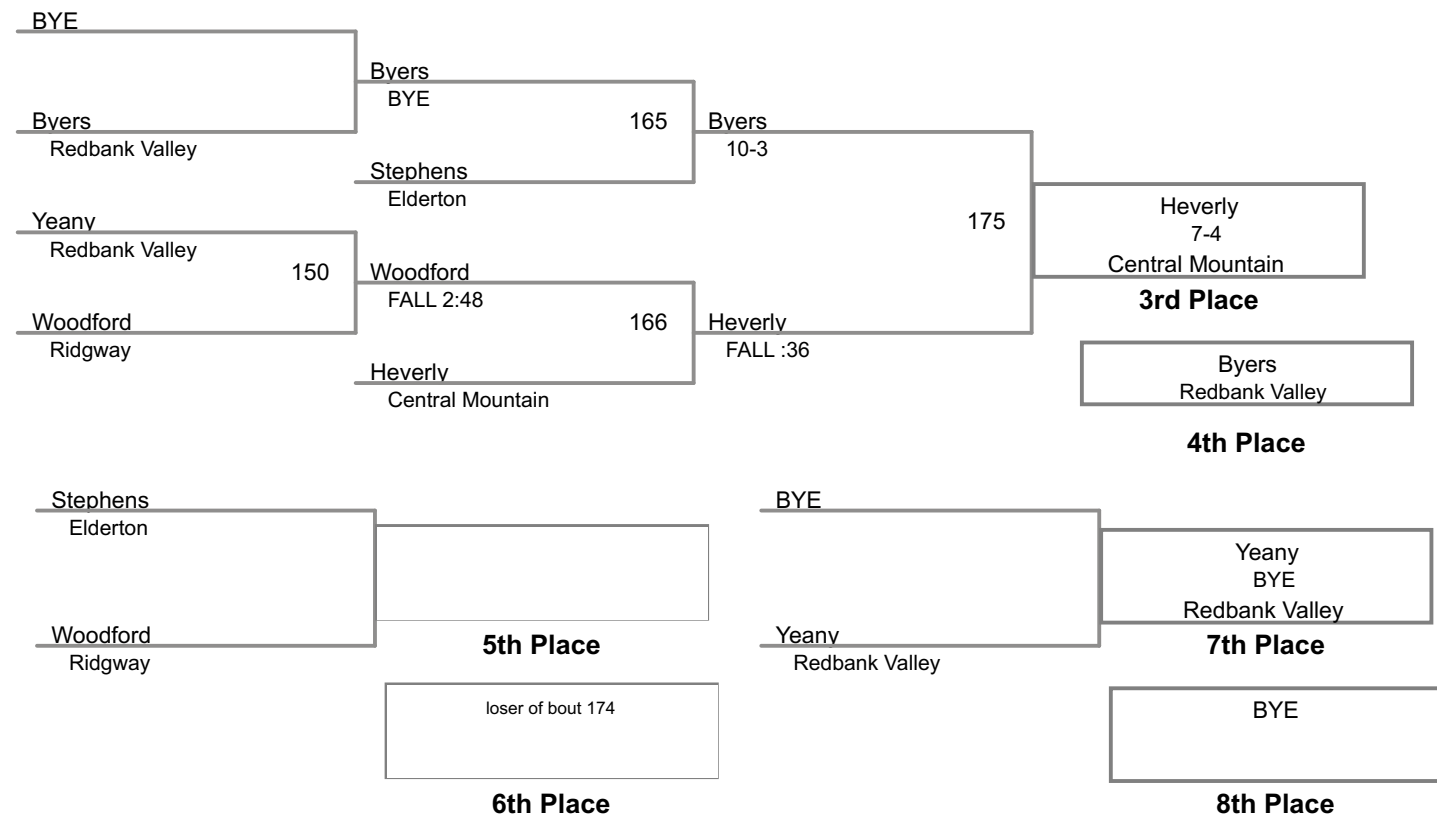 BYE
Byers
BYE
Byers
Redbank Valley
165
Byers
10-3
Stephens
Elderton
Yeany
Redbank Valley
150
Woodford
FALL 2:48
Woodford
Ridgway
166
Heverly
FALL :36
Heverly
Central Mountain
175
Heverly
7-4
Central Mountain
3rd Place
Byers
Redbank Valley
4th Place
Stephens
Elderton
Woodford
Ridgway
5th Place
loser of bout 174
6th Place
BYE
Yeany
Redbank Valley
Yeany
BYE
Redbank Valley
7th Place
BYE
8th Place